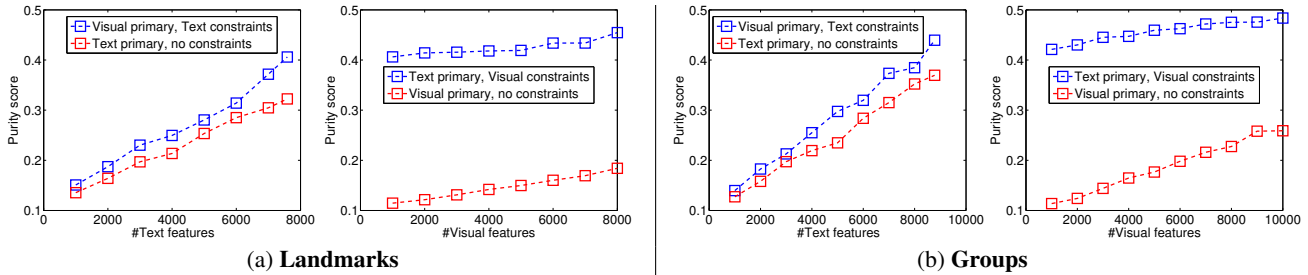 0.5
0.4
0.3
0.2
0.1
Purity score
Visual primary, Text constraints
Text primary, no constraints
0 2000 4000 6000 8000
#Text features
0.5
0.4
0.3
0.2
0.1
Purity score
Text primary, Visual constraints
Visual primary, no constraints
0 2000 4000 6000 8000
#Visual features
(a) Landmarks
0.5
0.4
0.3
0.2
0.1
Purity score
Visual primary, Text constraints
Text primary, no constraints
0 2000 4000 6000 8000 10000
#Text features
0.5
0.4
0.3
0.2
0.1
Purity score
Text primary, Visual constraints
Visual primary, no constraints
0 2000 4000 6000 8000 10000
#Visual features
(b) Groups